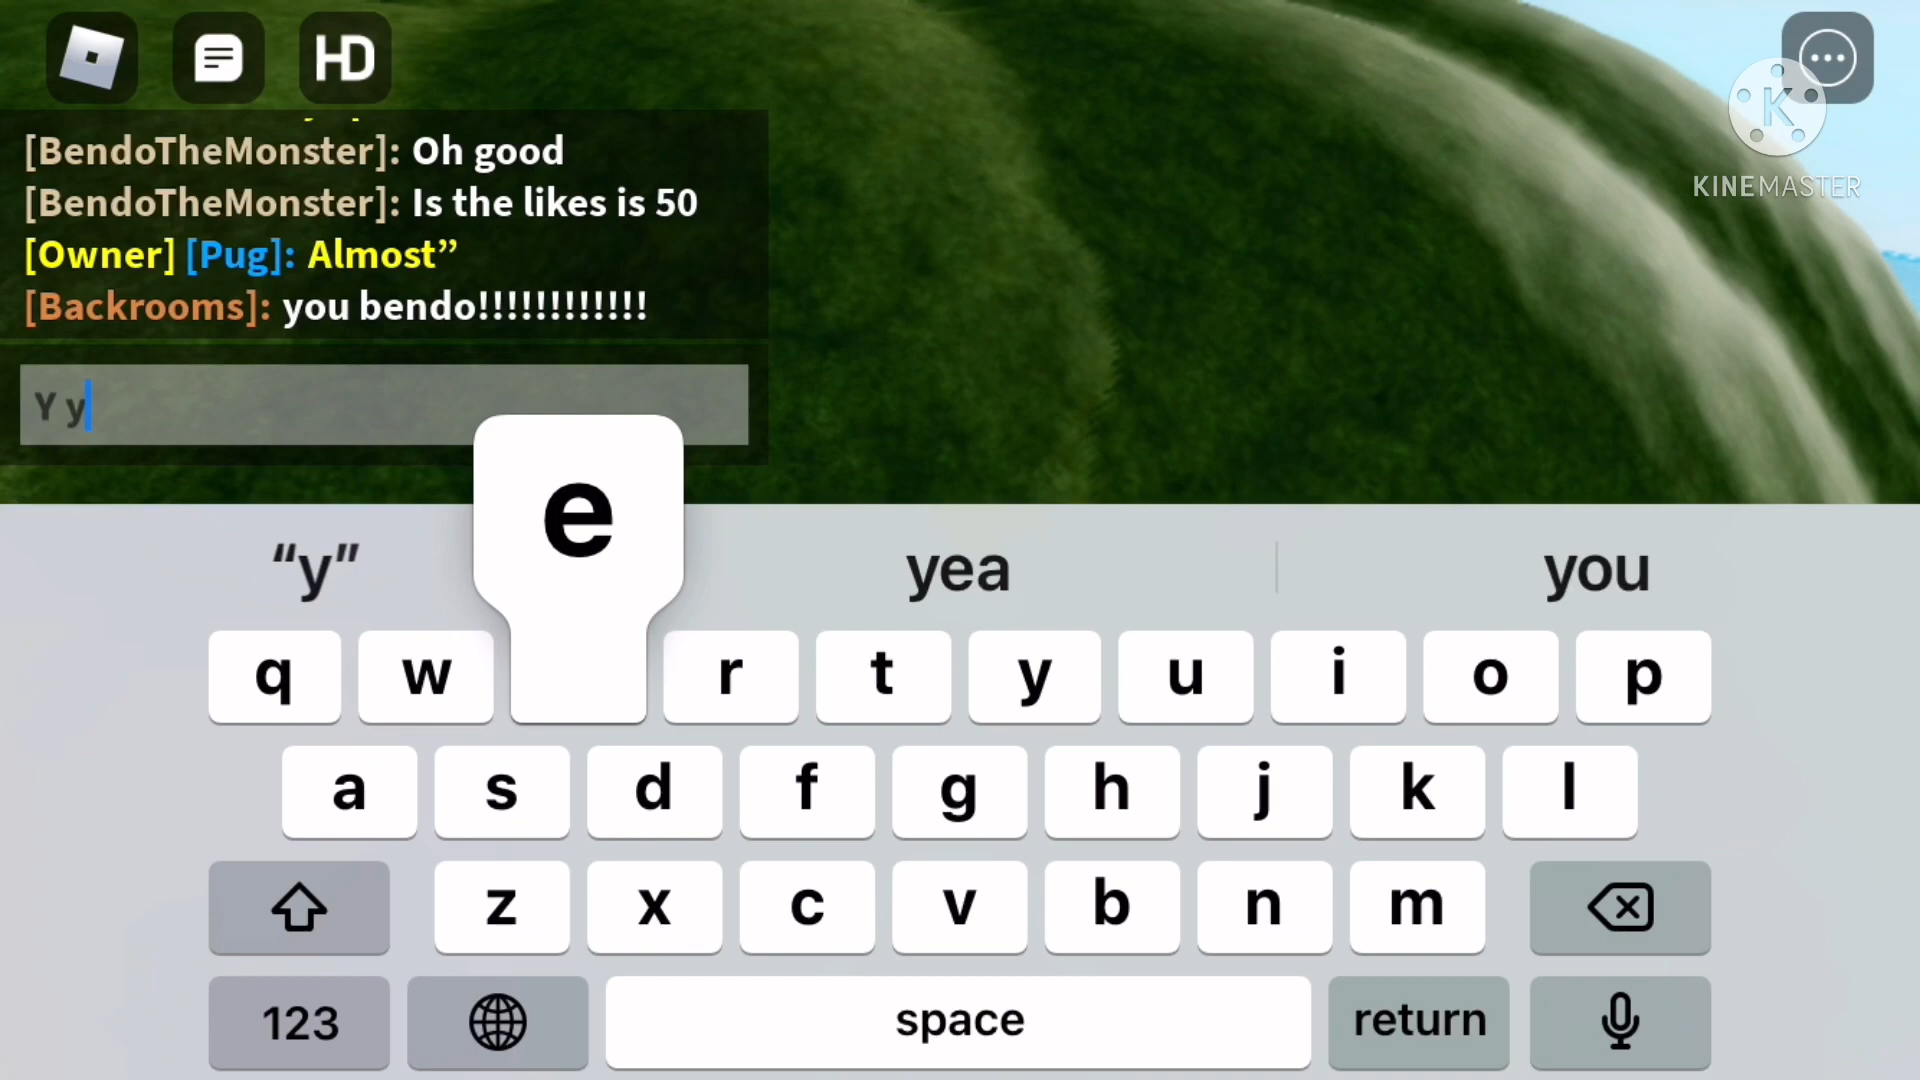 HD
[BendoTheMonster]: Oh good
[BendoTheMonster]: Is the likes is 50
[Owner] [Pug]: Almost”
[Backrooms]: you bendo!!!!!!!!!!!!
Y y
K
KINEMASTER
e
“y” yea you
q w r t y u i o p
a s d f g h j k l
z x c v b n m
123 space return